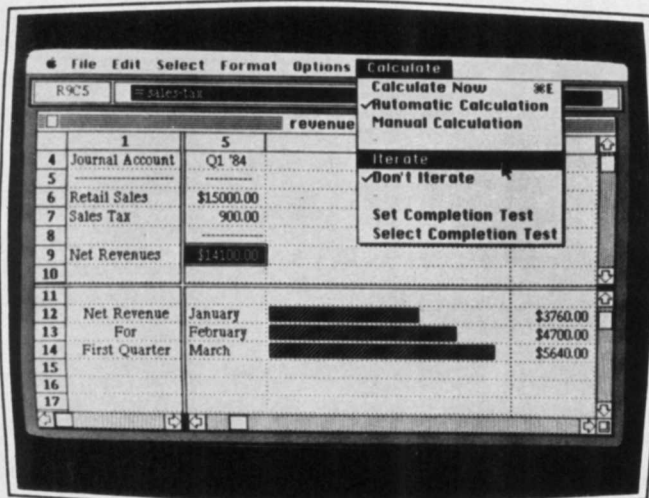 File Edit Select Format Options Calculate
R9C5 =sales-tax
Calculate Now ⌘E
✓Automatic Calculation
Manual Calculation
Iterate
✓Don't Iterate
Set Completion Test
Select Completion Test
revenue
1 5
4 Journal Account Q1 '84
5
6 Retail Sales $15000.00
7 Sales Tax 900.00
8
9 Net Revenues $14100.00
10
11
12 Net Revenue January $3760.00
13 For February $4700.00
14 First Quarter March $5640.00
15
16
17